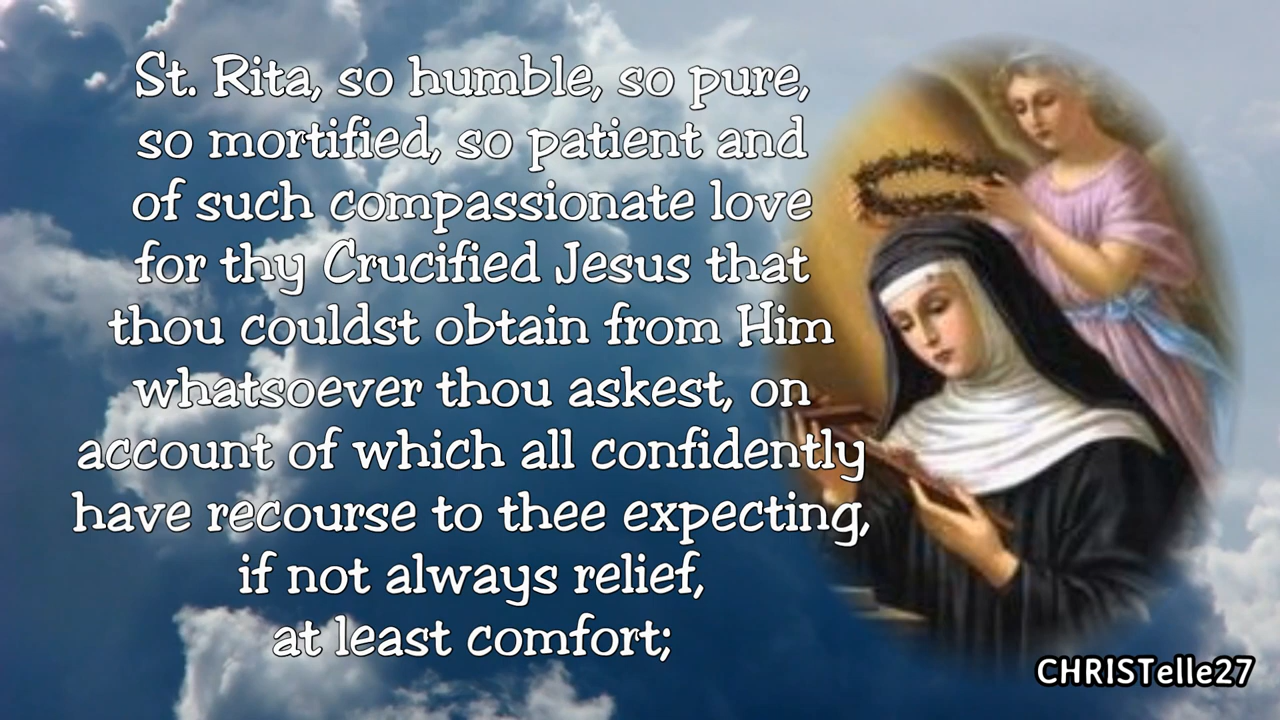 St. Rita, so humble, so pure,
so mortified, so patient and
of such compassionate love
for thy Crucified Jesus that
thou couldst obtain from Him
whatsoever thou askest, on
account of which all confidently
have recourse to thee expecting,
if not always relief,
at least comfort;
CHRISTelle27